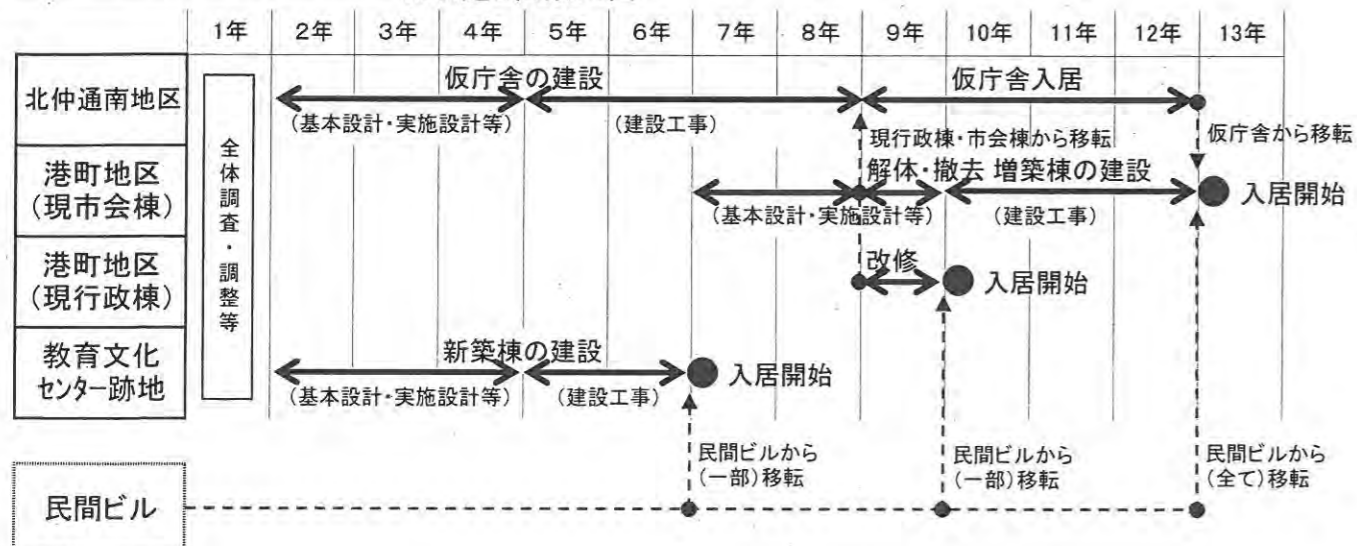 1年 2年 3年 4年 5年 6年 7年 8年 9年 10年 11年 12年 13年
全体調査・調整等
北仲通南地区
仮庁舎の建設
仮庁舎入居
(基本設計・実施設計等)
(建設工事)
現行政棟・市会棟から移転
仮庁舎から移転
港町地区
(現市会棟)
解体・撤去 増築棟の建設
(基本設計・実施設計等)
(建設工事)
入居開始
港町地区
(現行政棟)
改修
入居開始
教育文化
センター跡地
新築棟の建設
(基本設計・実施設計等)
(建設工事)
入居開始
民間ビルから
(一部)移転
民間ビルから
(一部)移転
民間ビルから
(全て)移転
民間ビル